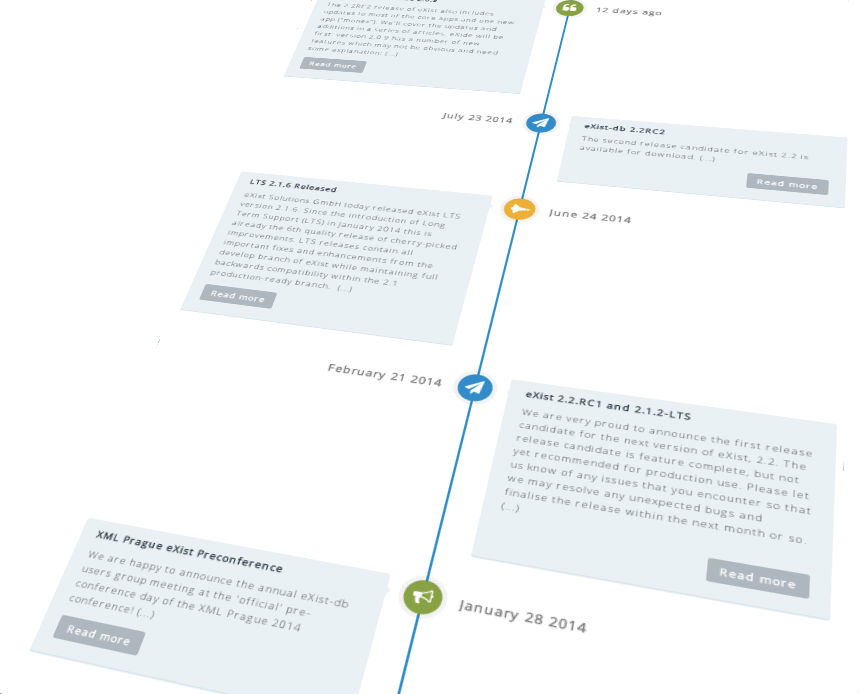 The 2.2RC2 release of eXist also includes
updates to most of the core apps and one new
app ("monex"). We'll cover the updates and
additions in a series of articles. eXide will be
first: version 2.0.9 has a number of new
features which may not be obvious and need
some explanation: (...)
Read more
12 days ago
July 23 2014
eXist-db 2.2RC2
The second release candidate for eXist 2.2 is
available for download. (...)
Read more
LTS 2.1.6 Released
eXist Solutions GmbH today released eXist LTS
version 2.1.6. Since the introduction of Long
Term Support (LTS) in January 2014 this is
already the 6th quality release of cherry-picked
improvements. LTS releases contain all
important fixes and enhancements from the
develop branch of eXist while maintaining full
backwards compatibility within the 2.1
production-ready branch. (...)
Read more
June 24 2014
February 21 2014
eXist 2.2.RC1 and 2.1.2-LTS
We are very proud to announce the first release
candidate for the next version of eXist, 2.2. The
release candidate is feature complete, but not
yet recommended for production use. Please let
us know of any issues that you encounter so that
we may resolve any unexpected bugs and
finalise the release within the next month or so.
(...)
Read more
XML Prague eXist Preconference
We are happy to announce the annual eXist-db
users group meeting at the 'official' pre-
conference day of the XML Prague 2014
conference! (...)
Read more
January 28 2014